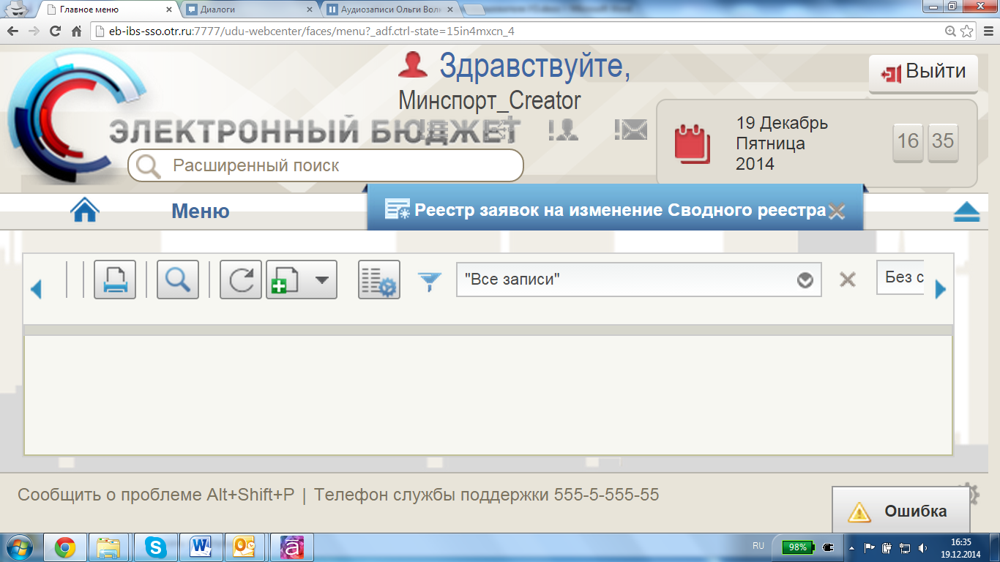 Главное меню
Диалоги
Аудиозаписи Ольги Вол
eb-ibs-sso.otr.ru:7777/udu-webcenter/faces/menu?_adf.ctrl-state=15in4mxcn_4
Здравствуйте,
Минспорт_Creator
Выйти
ЭЛЕКТРОННЫЙ БЮДЖЕТ
19 Декабрь
Пятница
2014
16 35
Расширенный поиск
Меню
Реестр заявок на изменение Сводного реестра
"Все записи"
Без с
Сообщить о проблеме Alt+Shift+P | Телефон службы поддержки 555-5-555-55
Ошибка
RU
98%
16:35
19.12.2014